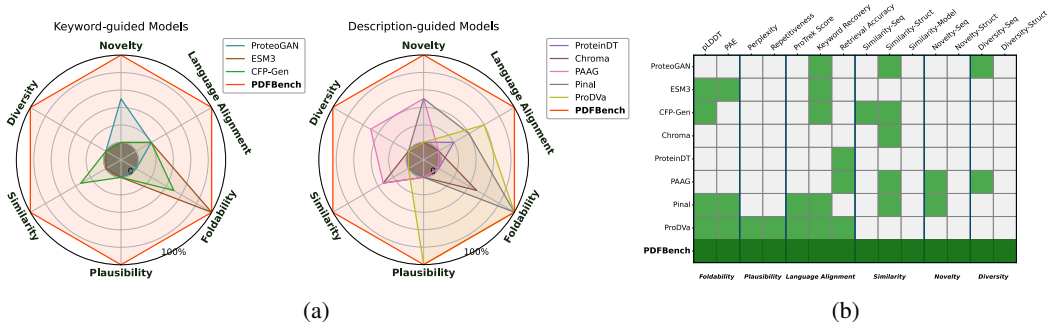 Keyword-guided Models
Novelty
Language Alignment
Foldability
Plausibility
Similarity
Diversity
0
100%
ProteoGAN
ESM3
CFP-Gen
PDFBench
Description-guided Models
Novelty
Language Alignment
Foldability
Plausibility
Similarity
Diversity
0
100%
ProteinDT
Chroma
PAAG
Pinal
ProDVa
PDFBench
(a)
pLDDT
PAE
Perplexity
Repetitiveness
ProTrek Score
Keyword Recovery
Retrieval Accuracy
Similarity-Seq
Similarity-Struct
Similarity-Model
Novelty-Seq
Novelty-Struct
Diversity-Seq
Diversity-Struct
ProteoGAN
ESM3
CFP-Gen
Chroma
ProteinDT
PAAG
Pinal
ProDVa
PDFBench
Foldability Plausibility Language Alignment Similarity Novelty Diversity
(b)